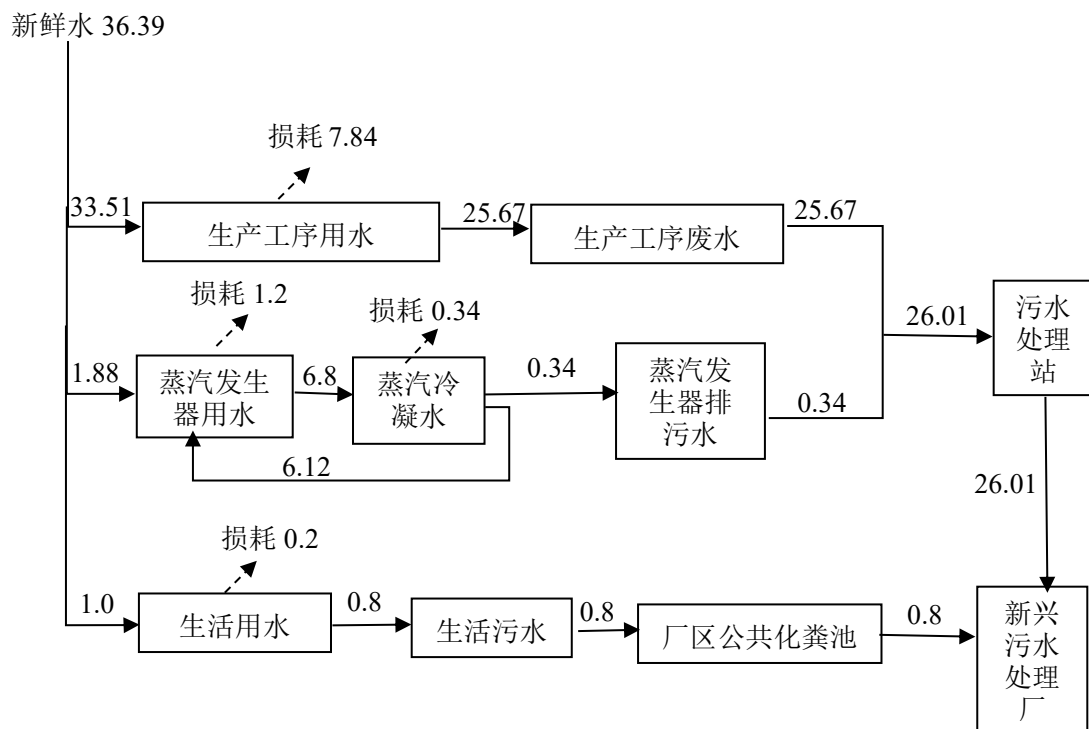 新鲜水 36.39
损耗 7.84
33.51
生产工序用水
25.67
生产工序废水
25.67
损耗 1.2
损耗 0.34
26.01
污水
处理
站
1.88
蒸汽发生
器用水
6.8
蒸汽冷
凝水
0.34
蒸汽发
生器排
污水
0.34
6.12
26.01
损耗 0.2
1.0
生活用水
0.8
生活污水
0.8
厂区公共化粪池
0.8
新兴
污水
处理
厂